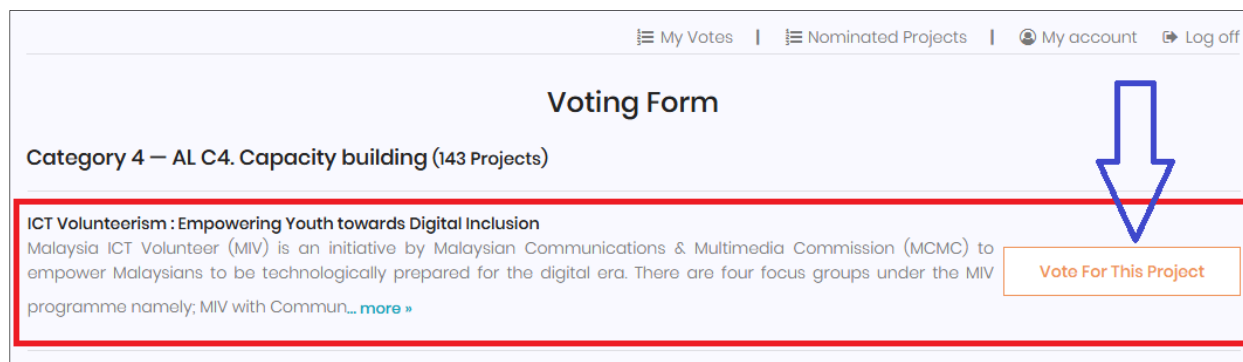 My Votes | Nominated Projects | My account Log off
Voting Form
Category 4 — AL C4. Capacity building (143 Projects)
ICT Volunteerism : Empowering Youth towards Digital Inclusion
Malaysia ICT Volunteer (MIV) is an initiative by Malaysian Communications & Multimedia Commission (MCMC) to
empower Malaysians to be technologically prepared for the digital era. There are four focus groups under the MIV
programme namely; MIV with Commun... more »
Vote For This Project